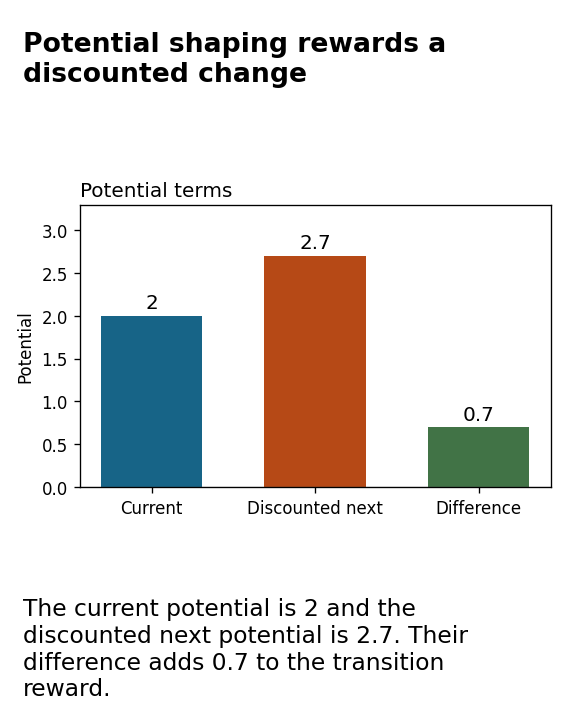 Potential shaping rewards a
discounted change
Potential terms
Potential
3.0
2.5
2.0
1.5
1.0
0.5
0.0
2
2.7
0.7
Current
Discounted next
Difference
The current potential is 2 and the
discounted next potential is 2.7. Their
difference adds 0.7 to the transition
reward.